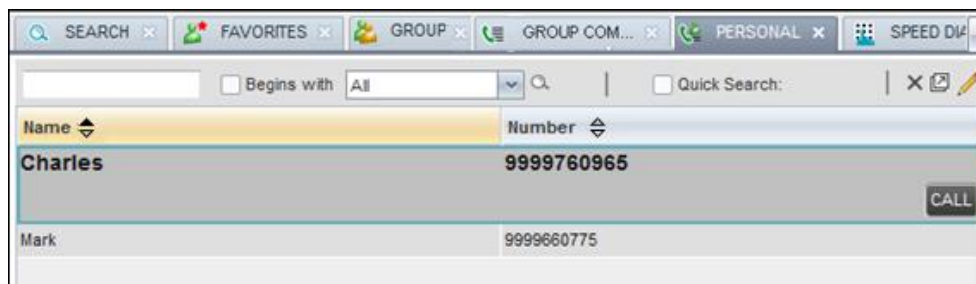 SEARCH FAVORITES GROUP GROUP COM... PERSONAL SPEED DIA
Begins with All Quick Search:
Name Number
Charles 9999760965
CALL
Mark 9999660775